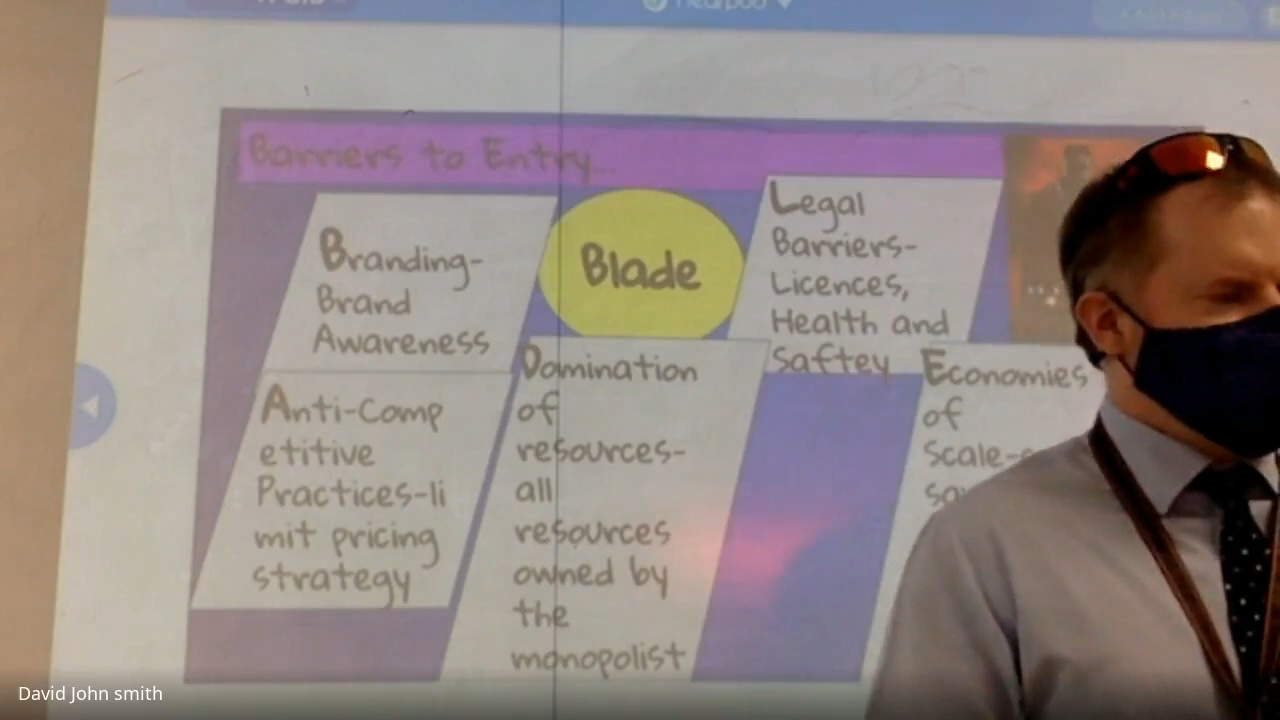 nearpod
Barriers to Entry...
Branding-
Brand
Awareness
Blade
Legal
Barriers-
Licences,
Health and
Saftey
Anti-Comp
etitive
Practices-li
mit pricing
strategy
Domination
of
resources-
all
resources
owned by
the
monopolist
Economies
of
Scale-
David John smith